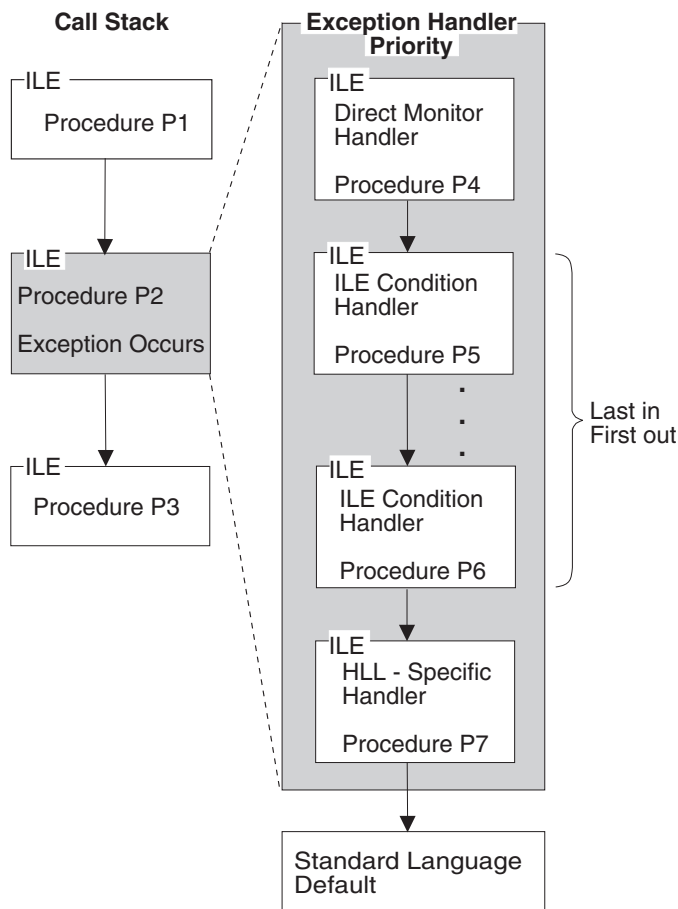 Call Stack
ILE
Procedure P1
ILE
Procedure P2
Exception Occurs
ILE
Procedure P3
Exception Handler
Priority
ILE
Direct Monitor
Handler
Procedure P4
ILE
ILE Condition
Handler
Procedure P5
.
.
.
ILE
ILE Condition
Handler
Procedure P6
Last in
First out
ILE
HLL - Specific
Handler
Procedure P7
Standard Language
Default